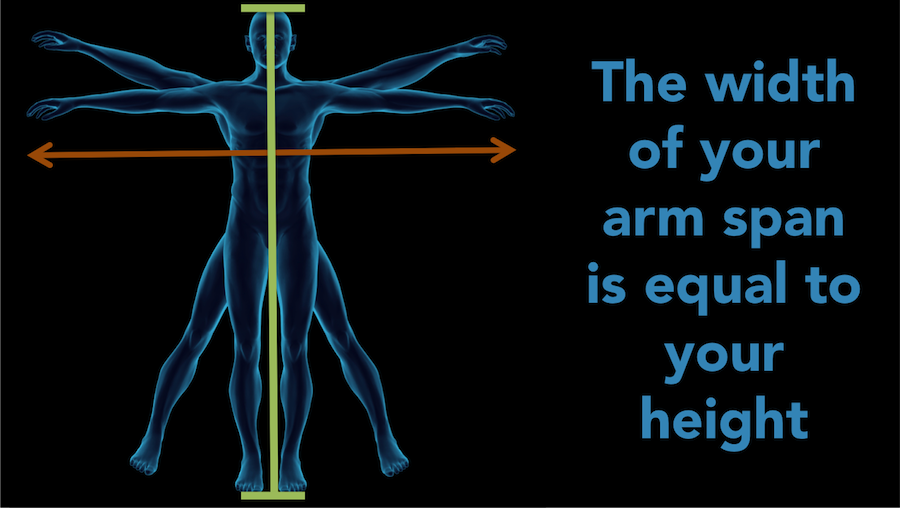 The width
of your
arm span
is equal to
your
height